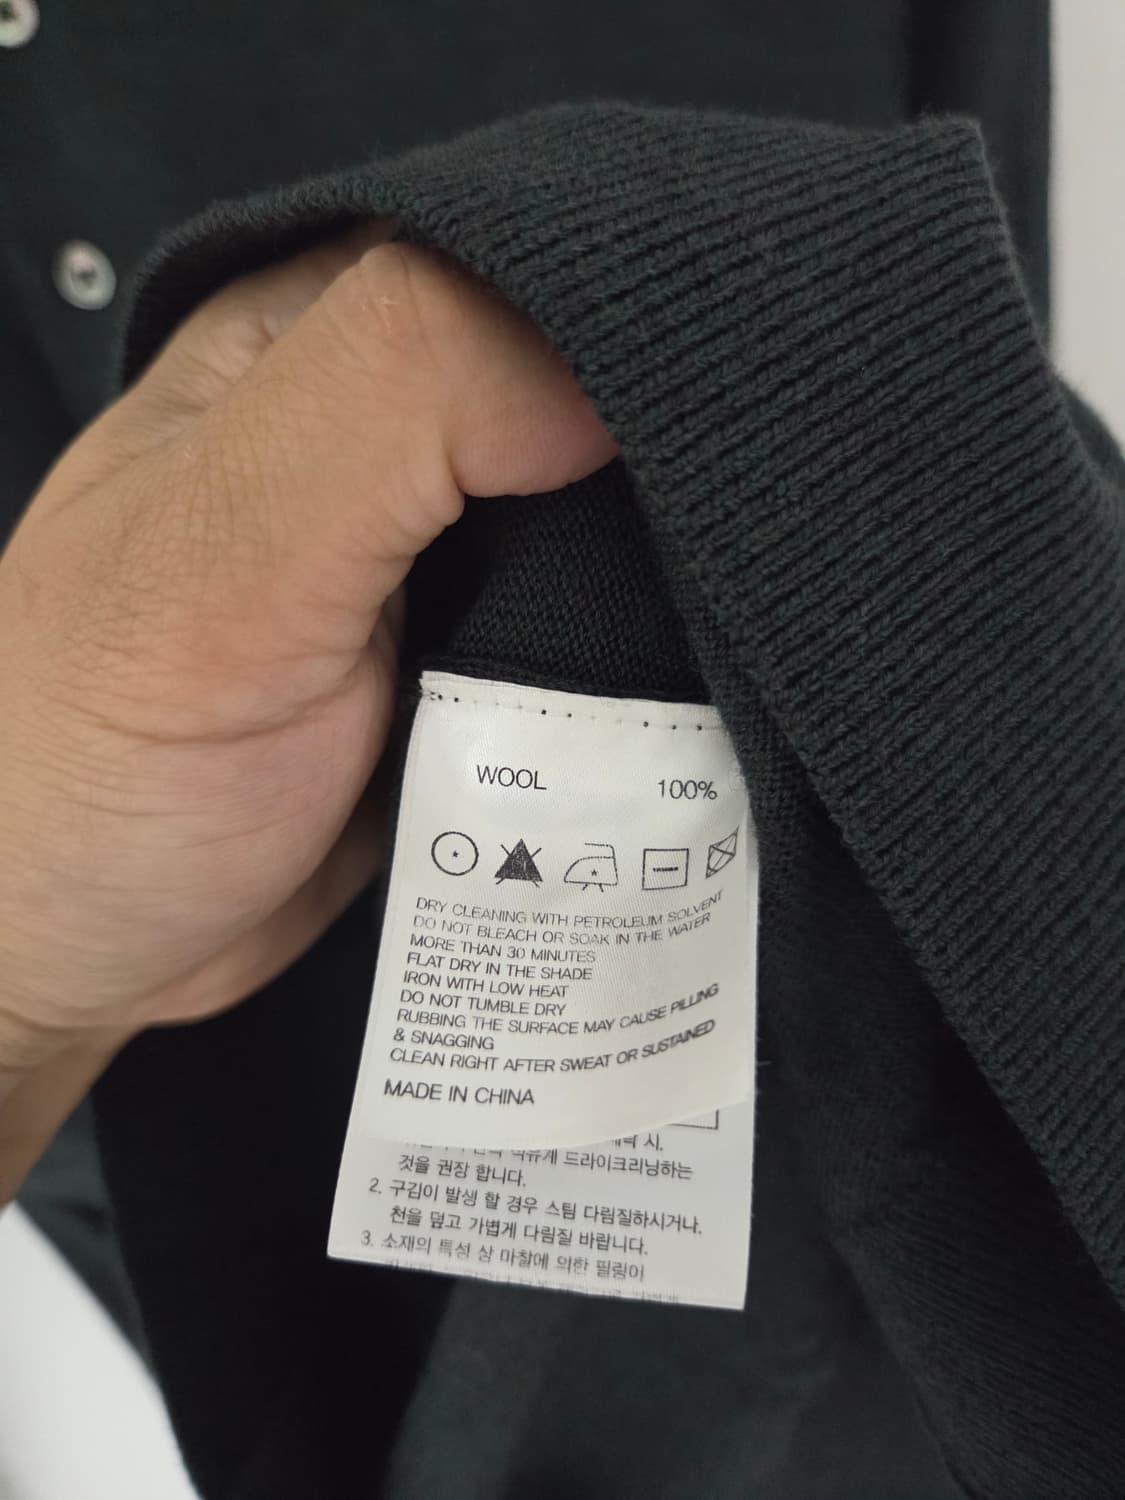 WOOL 100%
DRY CLEANING WITH PETROLEUM SOLVENT
DO NOT BLEACH OR SOAK IN THE WATER
MORE THAN 30 MINUTES
FLAT DRY IN THE SHADE
IRON WITH LOW HEAT
DO NOT TUMBLE DRY
RUBBING THE SURFACE MAY CAUSE PILLING
& SNAGGING
CLEAN RIGHT AFTER SWEAT OR SUSTAINED
MADE IN CHINA
시,
드라이크리닝하는
것을 권장 합니다.
2. 구김이 발생 할 경우 스팀 다림질하시거나,
천을 덮고 가볍게 다림질 바랍니다.
3. 소재의 특성 상 마찰에 의한 필링이